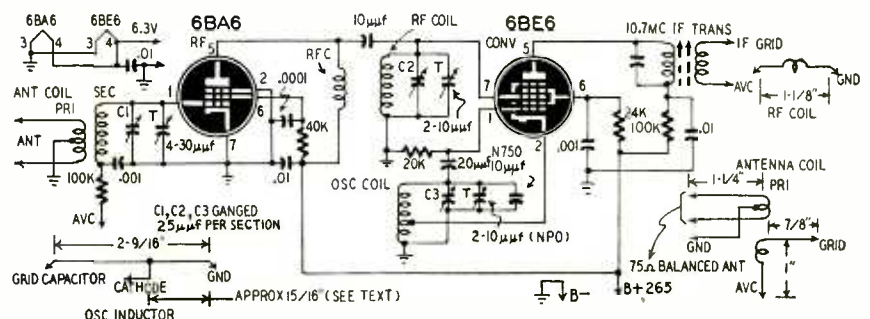 6BA6 6BE6 6.3V
3 4 3 4
.01
6BA6
RF 5
1
2
6
7
10µµf
RF COIL
RFC
C2 T
2-10µµf
6BE6
CONV 5
7
1
6
2
10.7MC IF TRANS
IF GRID
AVC
GND
1-1/8"
RF COIL
ANT COIL
PRI
SEC
ANT
C1 T
4-30µµf
100K
.001
AVC
.0001
40K
.01
20K
20µµf
N750
10µµf
OSC COIL
C3 T
2-10µµf (NPO)
.001
24K
100K
.01
C1, C2, C3 GANGED
25µµf PER SECTION
2-9/16"
GRID CAPACITOR
GND
CATHODE
APPROX 15/16" (SEE TEXT)
OSC INDUCTOR
B-
B+265
ANTENNA COIL
1-1/4"
PRI
GND
7/8"
GRID
75Ω BALANCED ANT
AVC
1"